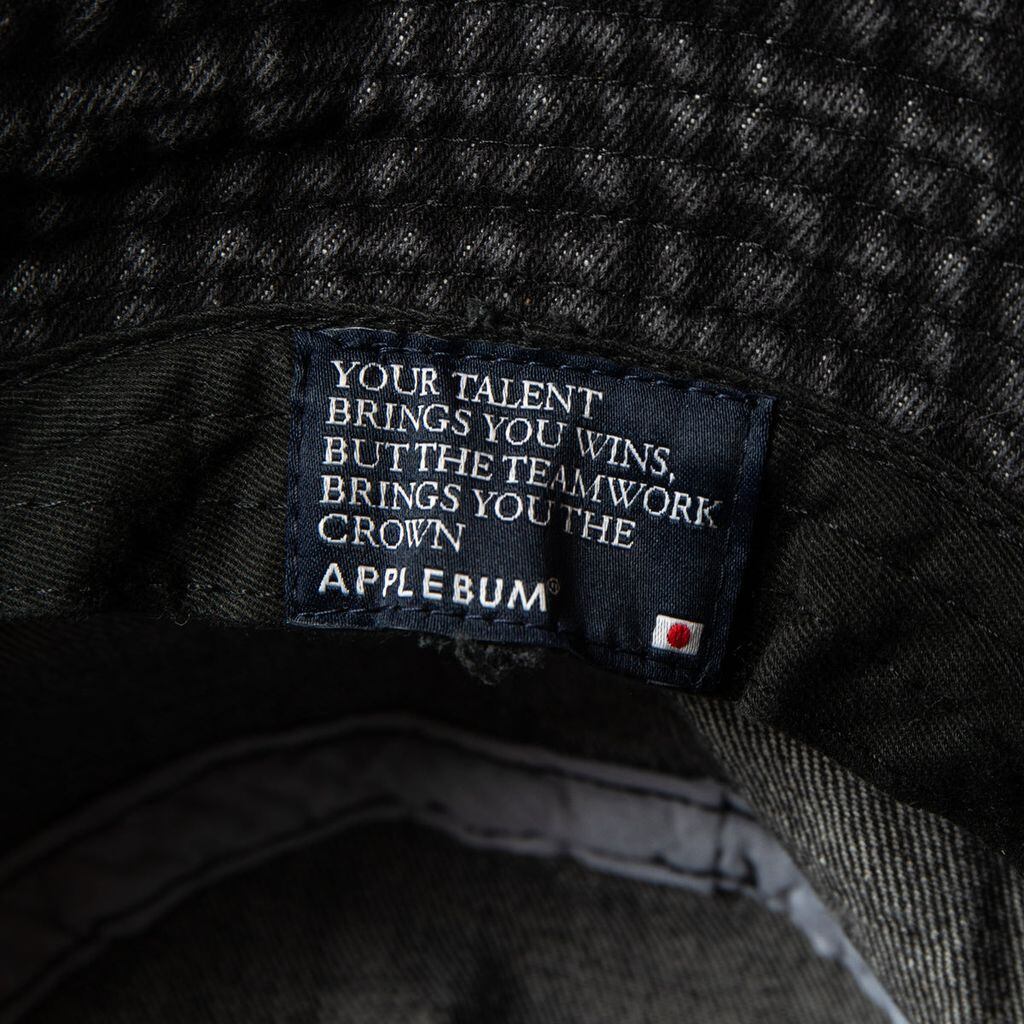 YOUR TALENT
BRINGS YOU WINS,
BUT THE TEAMWORK
BRINGS YOU THE
CROWN
APPLEBUM®